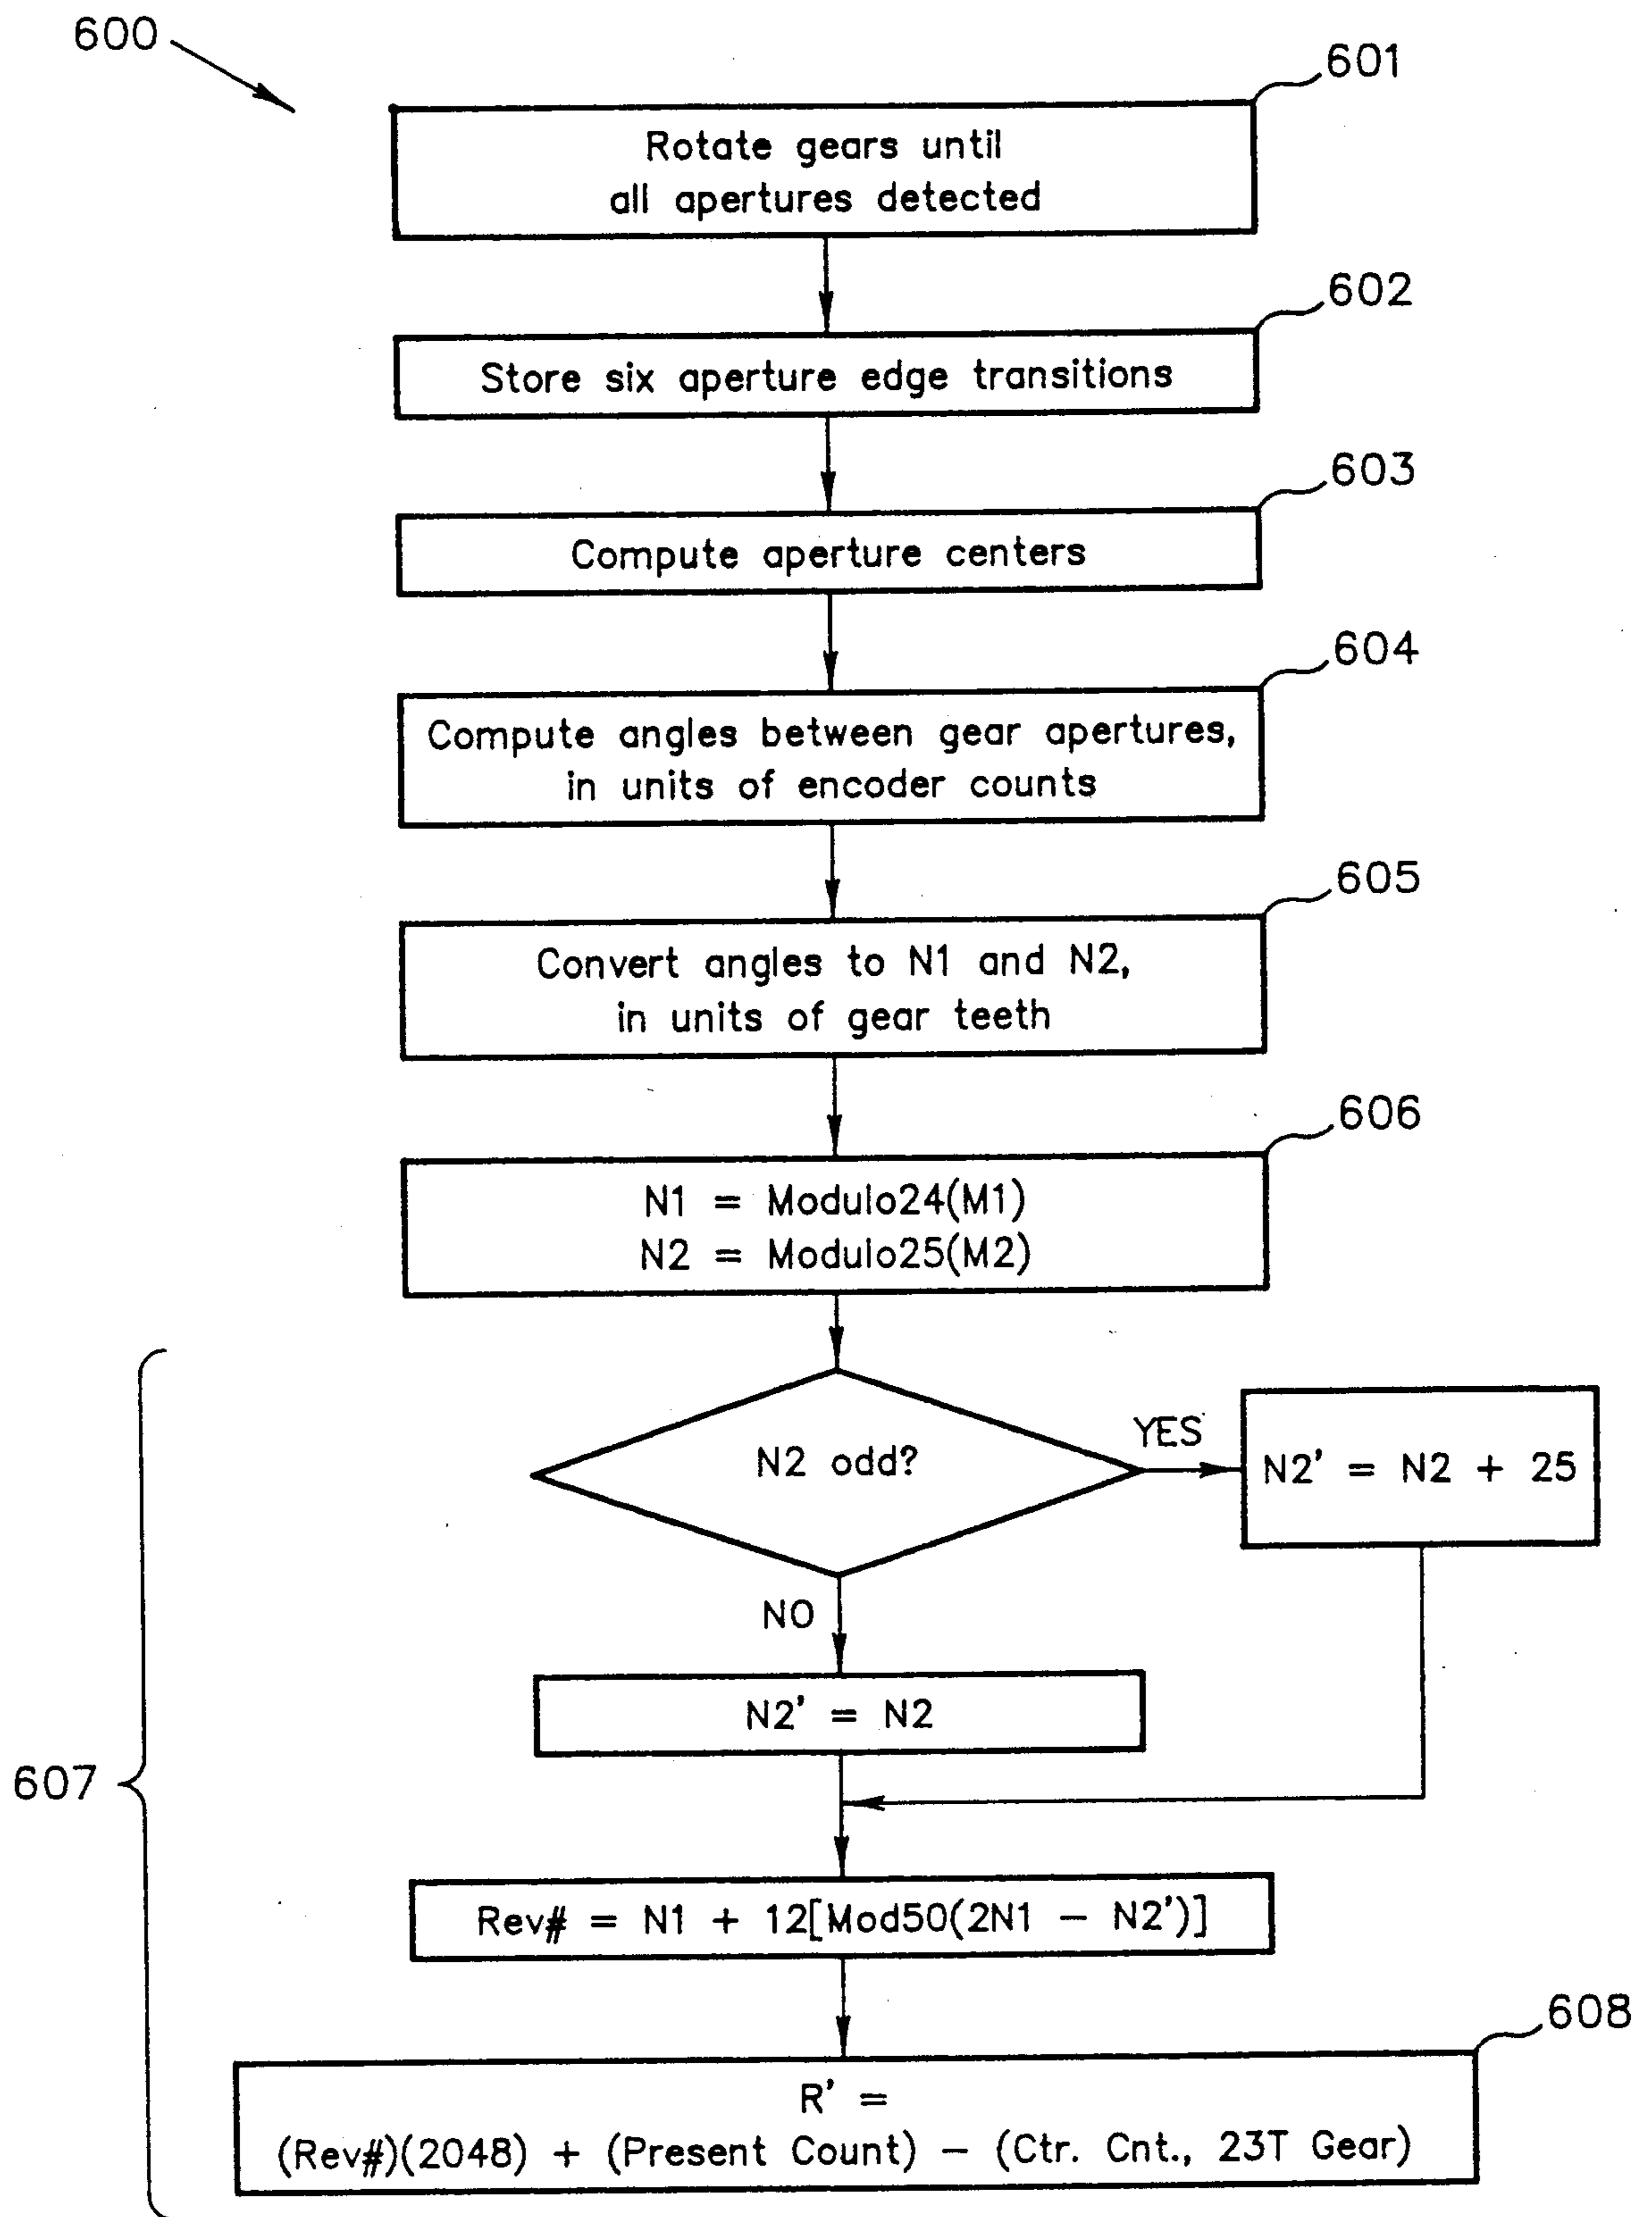 600
601
Rotate gears until
all apertures detected
602
Store six aperture edge transitions
603
Compute aperture centers
604
Compute angles between gear apertures,
in units of encoder counts
605
Convert angles to N1 and N2,
in units of gear teeth
606
N1 = Modulo24(M1)
N2 = Modulo25(M2)
N2 odd?
YES
N2' = N2 + 25
NO
N2' = N2
607
Rev# = N1 + 12[Mod50(2N1 − N2')]
608
R' =
(Rev#)(2048) + (Present Count) − (Ctr. Cnt., 23T Gear)